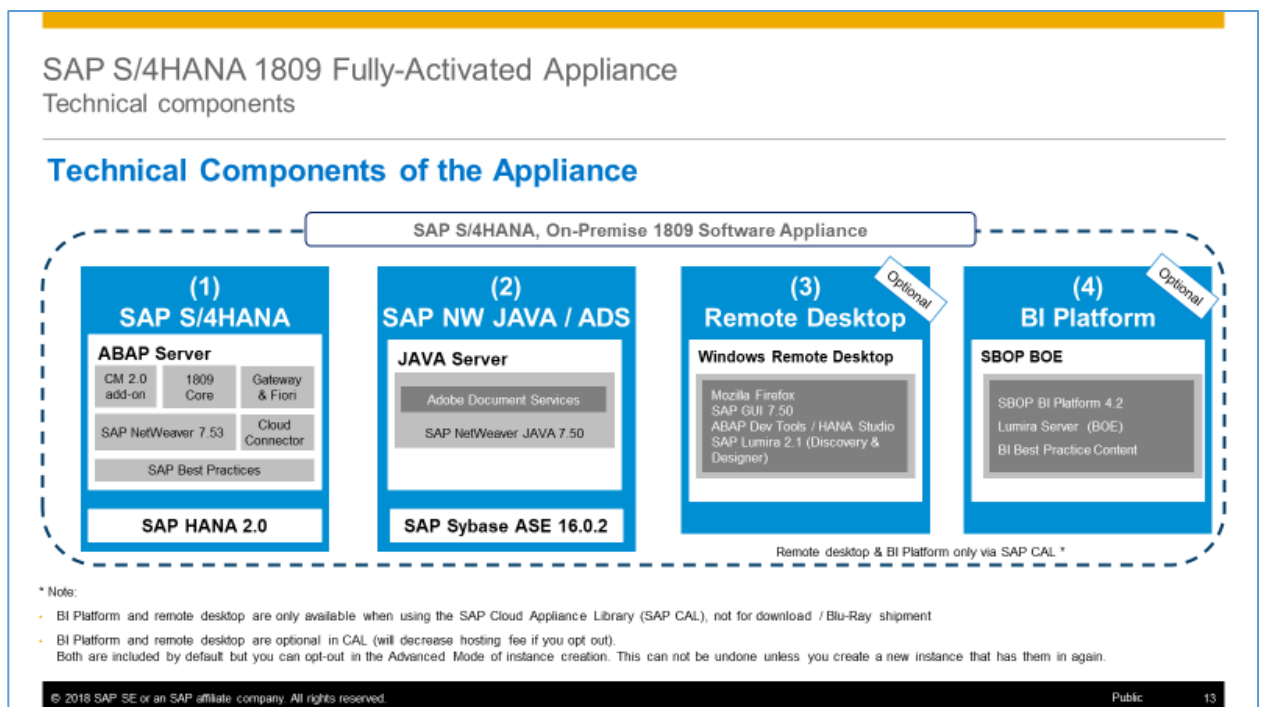 SAP S/4HANA 1809 Fully-Activated Appliance
Technical components
Technical Components of the Appliance
SAP S/4HANA, On-Premise 1809 Software Appliance
(1)
SAP S/4HANA
ABAP Server
CM 2.0
add-on
1809
Core
Gateway
& Fiori
SAP NetWeaver 7.53
Cloud
Connector
SAP Best Practices
SAP HANA 2.0
(2)
SAP NW JAVA / ADS
JAVA Server
Adobe Document Services
SAP NetWeaver JAVA 7.50
SAP Sybase ASE 16.0.2
(3)
Remote Desktop
Optional
Windows Remote Desktop
Mozilla Firefox
SAP GUI 7.50
ABAP Dev Tools / HANA Studio
SAP Lumira 2.1 (Discovery &
Designer)
(4)
BI Platform
Optional
SBOP BOE
SBOP BI Platform 4.2
Lumira Server (BOE)
BI Best Practice Content
Remote desktop & BI Platform only via SAP CAL *
* Note:
- BI Platform and remote desktop are only available when using the SAP Cloud Appliance Library (SAP CAL), not for download / Blu-Ray shipment
- BI Platform and remote desktop are optional in CAL (will decrease hosting fee if you opt out).
Both are included by default but you can opt-out in the Advanced Mode of instance creation. This can not be undone unless you create a new instance that has them in again.
© 2018 SAP SE or an SAP affiliate company. All rights reserved.
Public
13